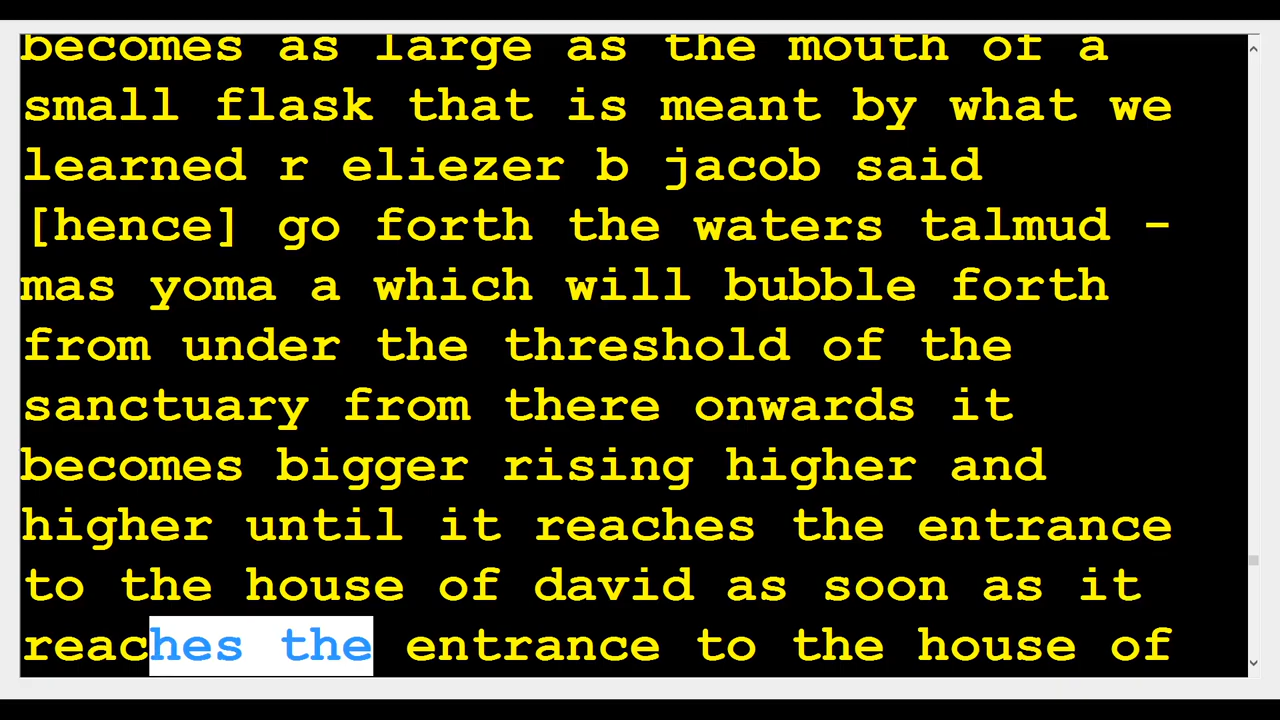 becomes as large as the mouth of a
small flask that is meant by what we
learned r eliezer b jacob said
[hence] go forth the waters talmud -
mas yoma a which will bubble forth
from under the threshold of the
sanctuary from there onwards it
becomes bigger rising higher and
higher until it reaches the entrance
to the house of david as soon as it
reaches the entrance to the house of